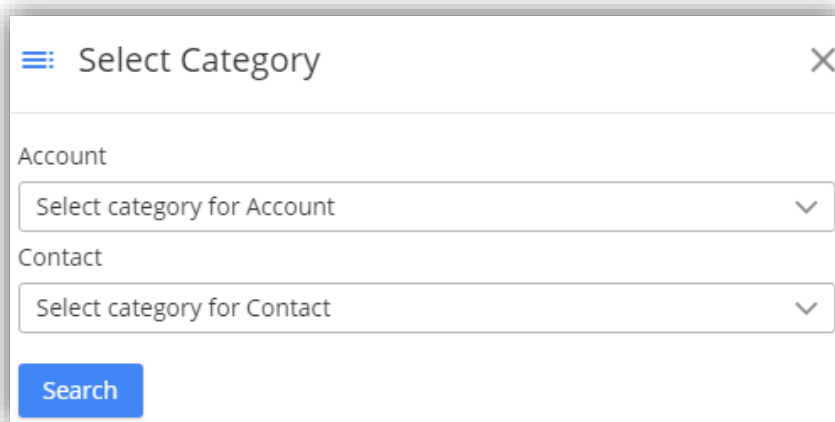 Select Category
Account
Select category for Account
Contact
Select category for Contact
Search